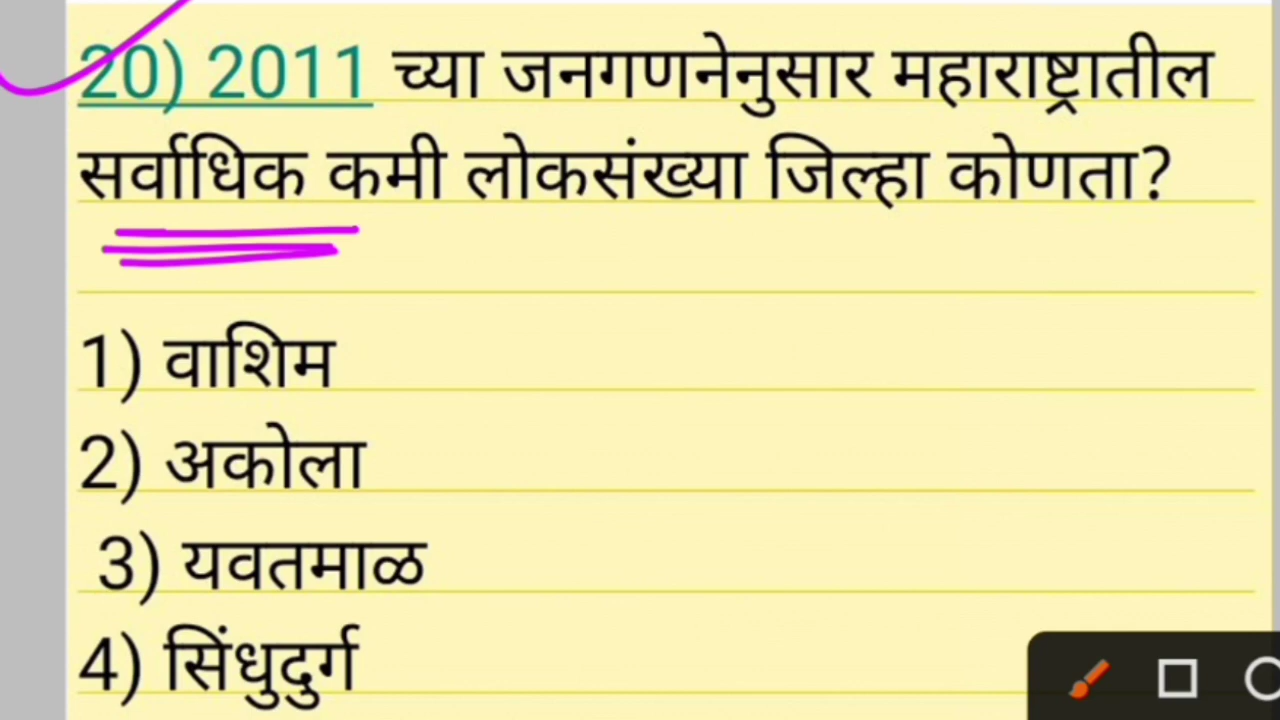 20) 2011 च्या जनगणनेनुसार महाराष्ट्रातील
सर्वाधिक कमी लोकसंख्या जिल्हा कोणता?
1) वाशिम
2) अकोला
3) यवतमाळ
4) सिंधुदुर्ग